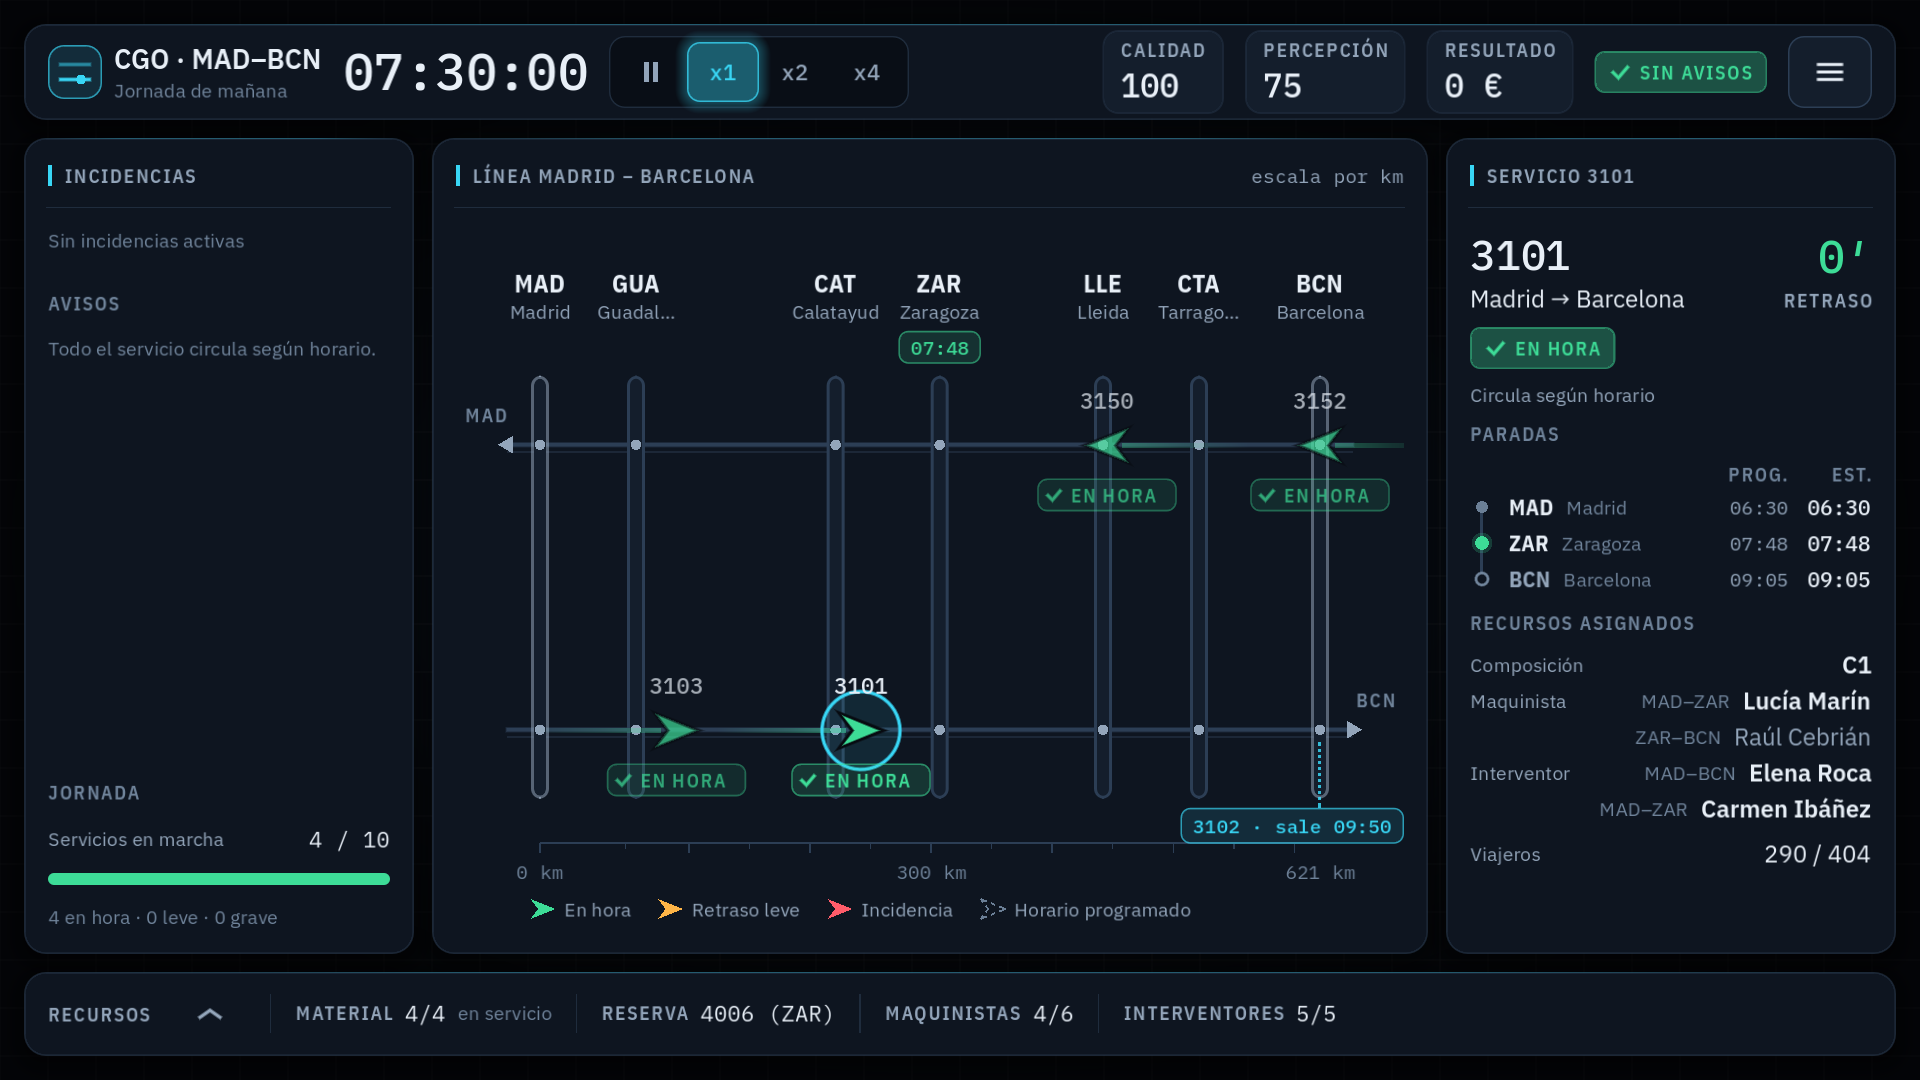 CGO · MAD–BCN
Jornada de mañana
07:30:00
x1
x2
x4
CALIDAD
100
PERCEPCIÓN
75
RESULTADO
0 €
SIN AVISOS
INCIDENCIAS
Sin incidencias activas
AVISOS
Todo el servicio circula según horario.
JORNADA
Servicios en marcha 4 / 10
4 en hora · 0 leve · 0 grave
LÍNEA MADRID – BARCELONA
escala por km
MAD GUA CAT ZAR LLE CTA BCN
Madrid Guadal... Calatayud Zaragoza Lleida Tarrago... Barcelona
07:48
MAD
3150
3152
EN HORA
EN HORA
3103
3101
BCN
EN HORA
EN HORA
3102 · sale 09:50
0 km 300 km 621 km
En hora Retraso leve Incidencia Horario programado
SERVICIO 3101
3101 0′
Madrid → Barcelona RETRASO
EN HORA
Circula según horario
PARADAS
PROG. EST.
MAD Madrid 06:30 06:30
ZAR Zaragoza 07:48 07:48
BCN Barcelona 09:05 09:05
RECURSOS ASIGNADOS
Composición C1
Maquinista MAD–ZAR Lucía Marín
ZAR–BCN Raúl Cebrián
Interventor MAD–BCN Elena Roca
MAD–ZAR Carmen Ibáñez
Viajeros 290 / 404
RECURSOS
MATERIAL 4/4 en servicio
RESERVA 4006 (ZAR)
MAQUINISTAS 4/6
INTERVENTORES 5/5